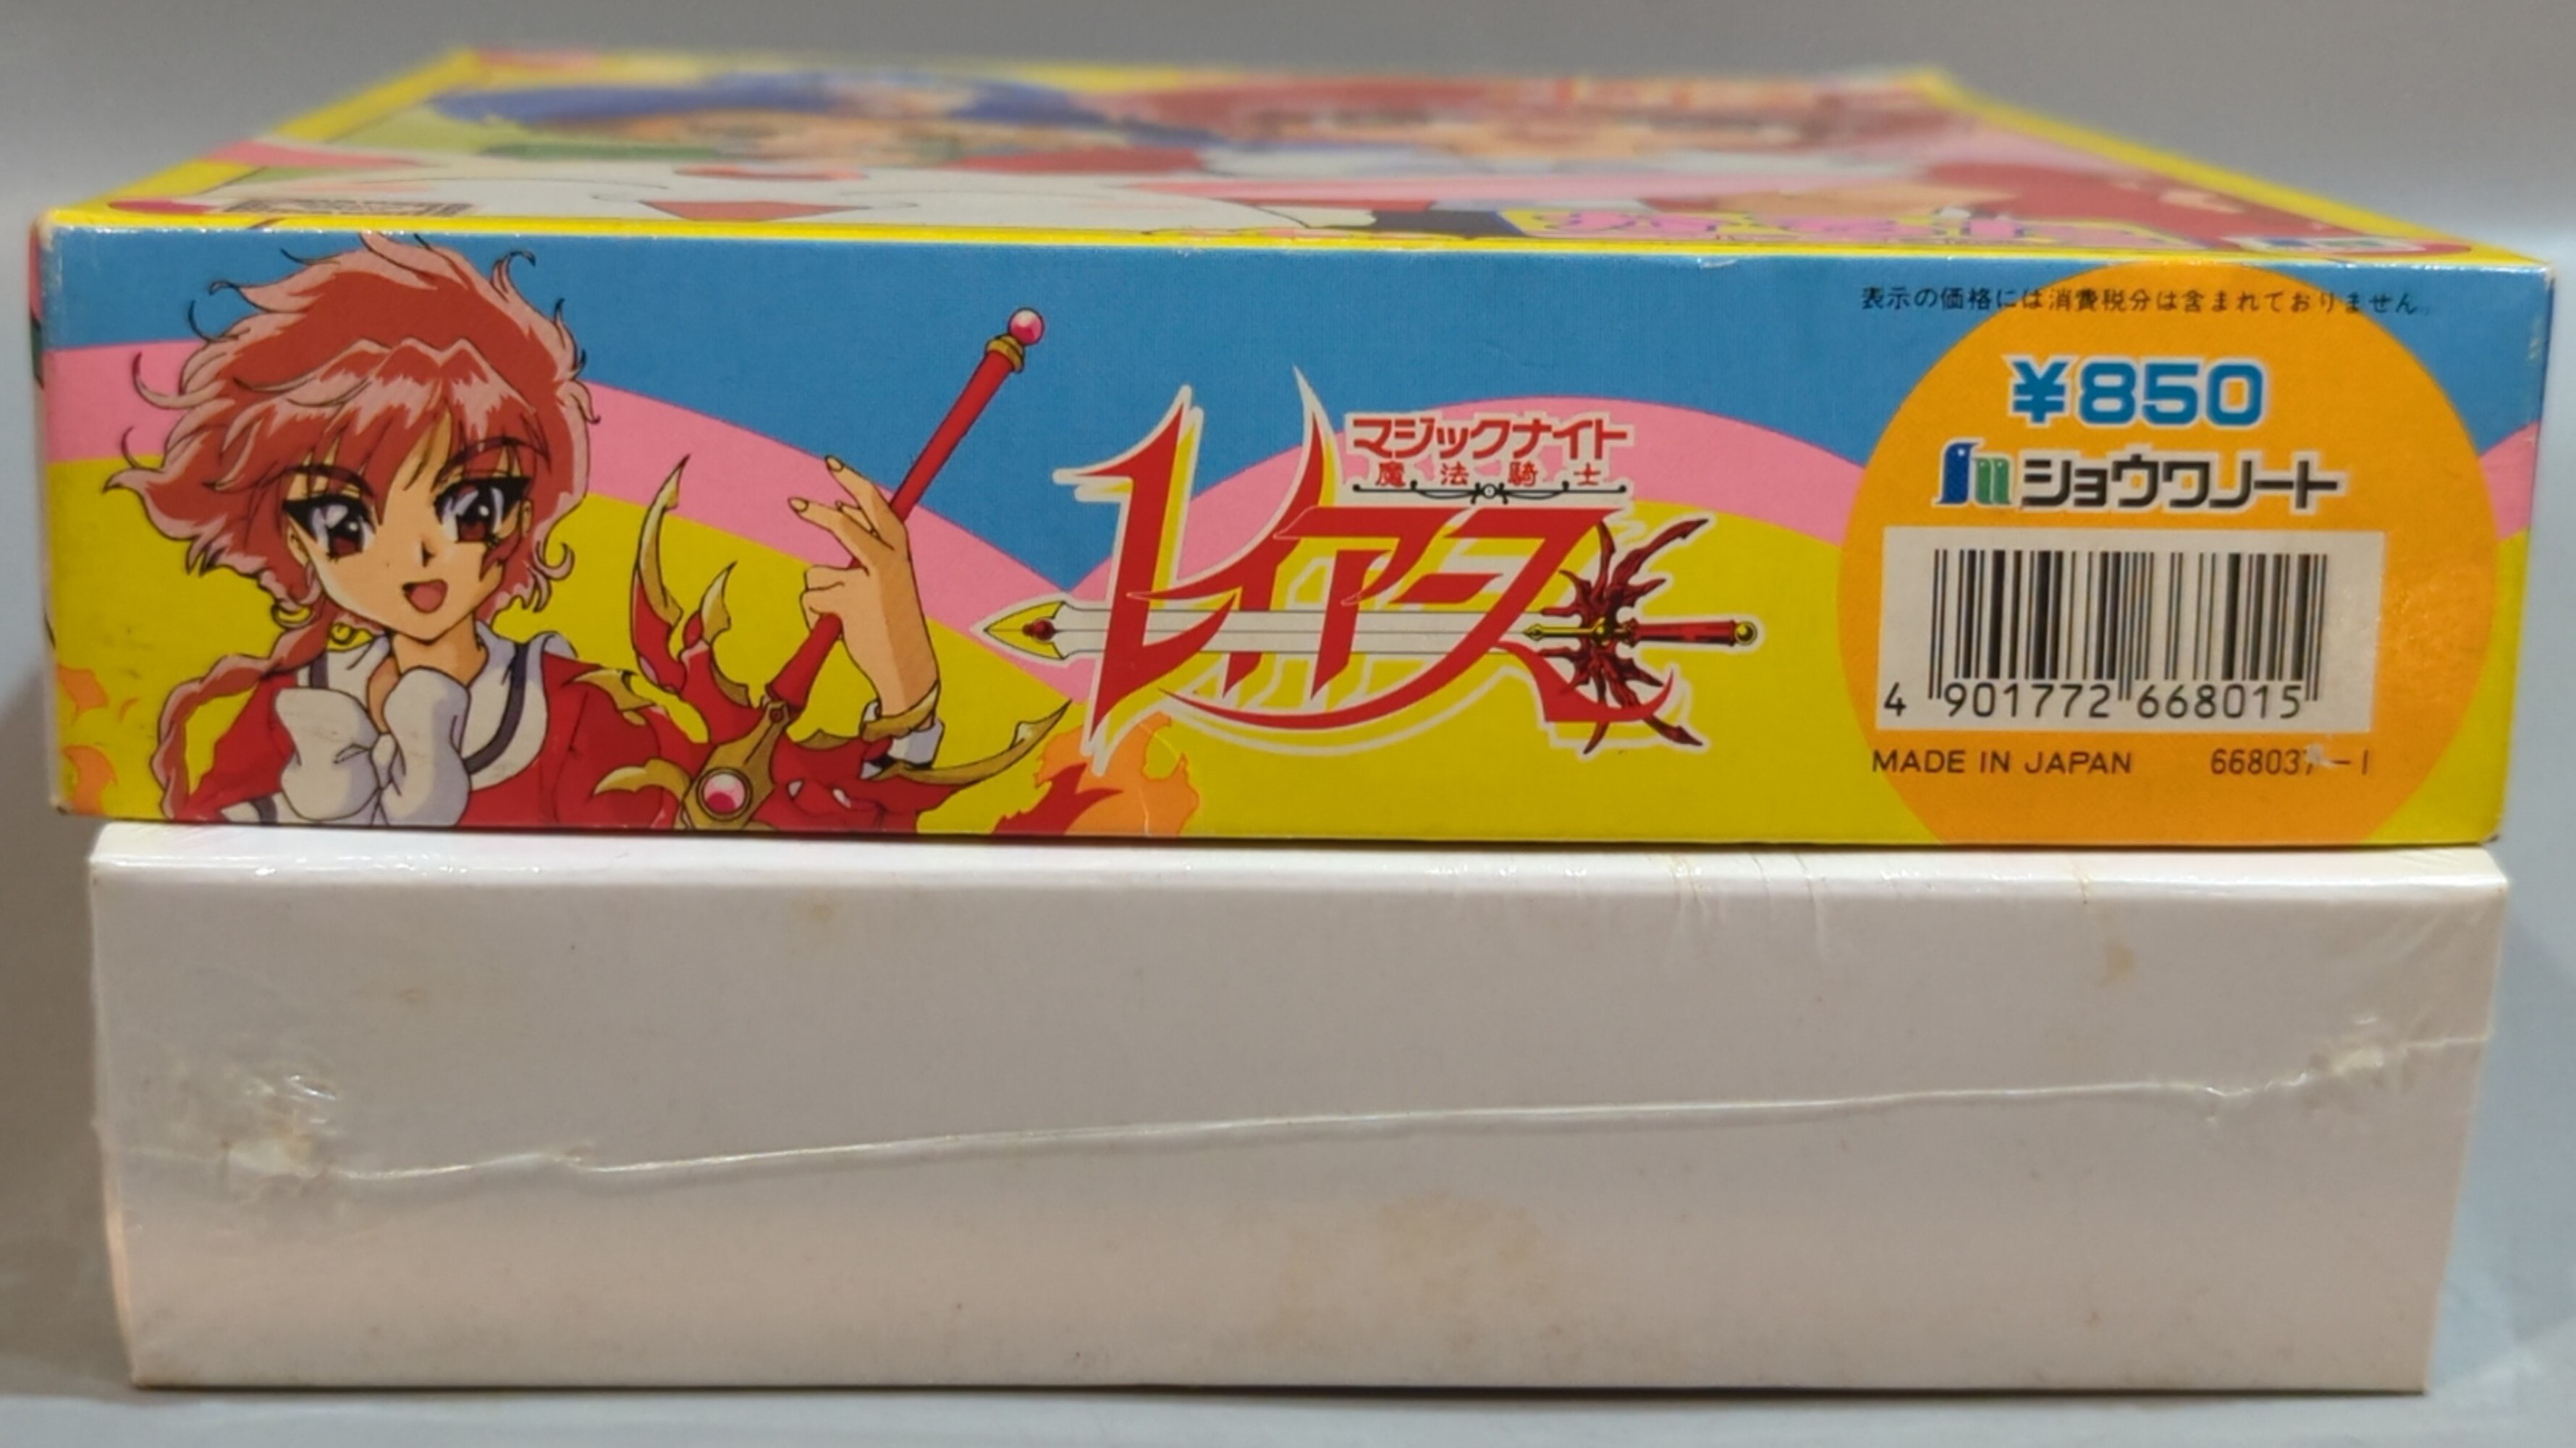 表示の価格には消費税分は含まれておりません。
¥850
ショウワノート
マジックナイト
魔法騎士
レイアース
4 901772 668015
MADE IN JAPAN